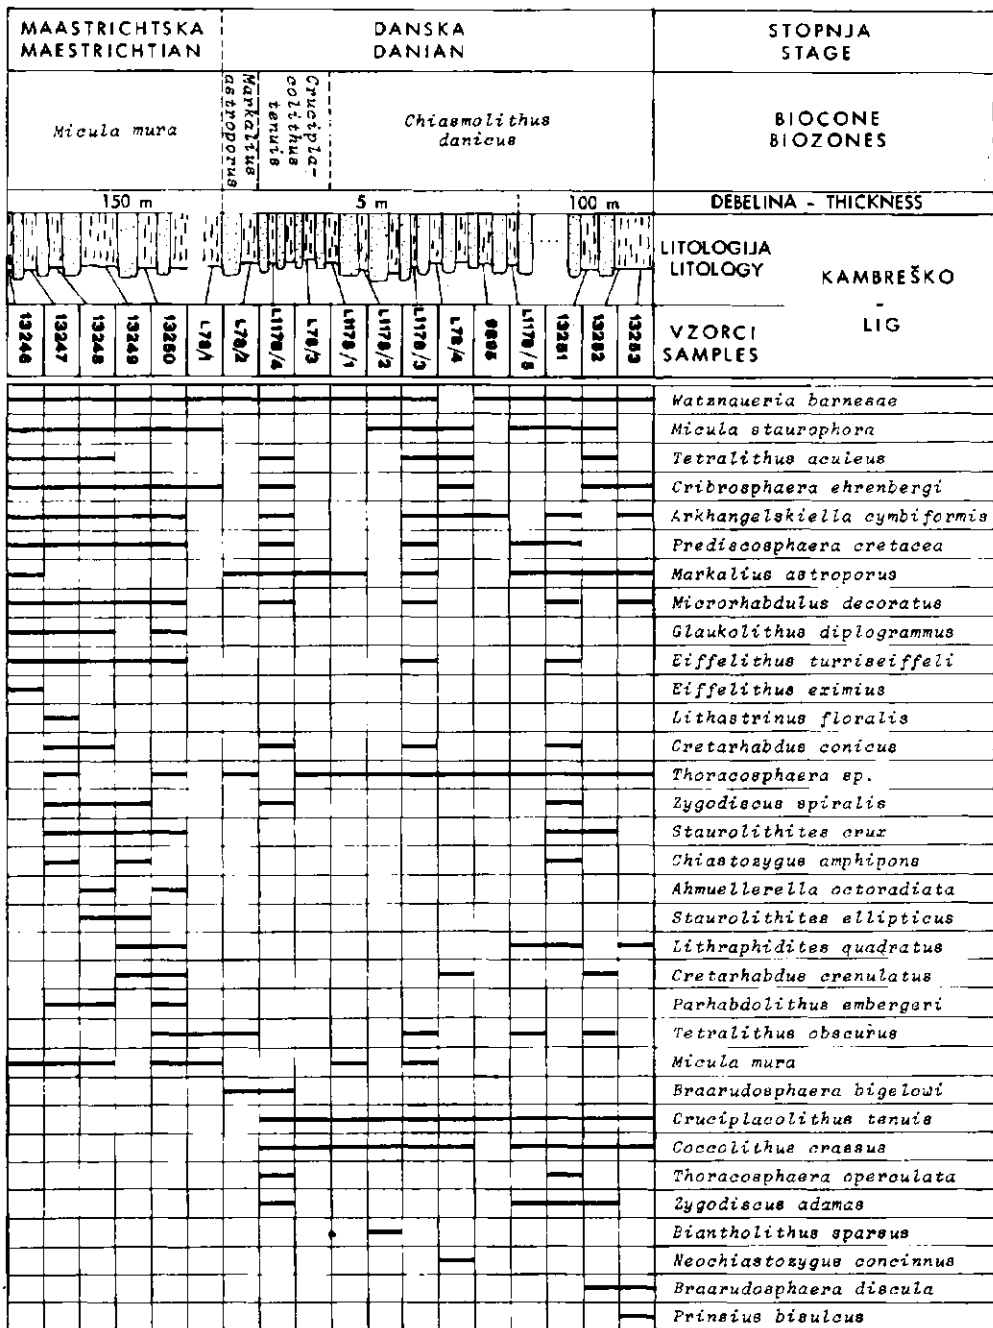 MAASTRICHTSKA
MAESTRICHTIAN
DANSKA
DANIAN
STOPNJA
STAGE
Micula mura
Markalius
astroporus
Crucipla-
colithus
tenuis
Chiasmolithus
danicus
BIOCONE
BIOZONES
150 m
5 m
100 m
DEBELINA - THICKNESS
LITOLOGIJA
LITOLOGY
KAMBREŠKO
-
LIG
VZORCI
SAMPLES
13246
13247
13248
13249
13250
L78/1
L78/2
L1178/4
L78/3
L1178/1
L1178/2
L1178/3
L78/4
L1178/5
13251
13252
13253
Watznaueria barnesae
Micula staurophora
Tetralithus aculeus
Cribrosphaera ehrenbergi
Arkhangelskiella cymbiformis
Prediscosphaera cretacea
Markalius astroporus
Microrhabdulus decoratus
Glaukolithus diplogrammus
Eiffelithus turriseiffeli
Eiffelithus eximius
Lithastrinus floralis
Cretarhabdus conicus
Thoracosphaera sp.
Zygodiscus spiralis
Staurolithites crux
Chiastozygus amphipons
Ahmuellerella octoradiata
Staurolithites ellipticus
Lithraphidites quadratus
Cretarhabdus crenulatus
Parhabdolithus embergeri
Tetralithus obscurus
Micula mura
Braarudosphaera bigelowi
Cruciplacolithus tenuis
Coccolithus crassus
Thoracosphaera operculata
Zygodiscus adamas
Biantholithus sparsus
Neochiastozygus concinnus
Braarudosphaera discula
Prinsius bisulcus